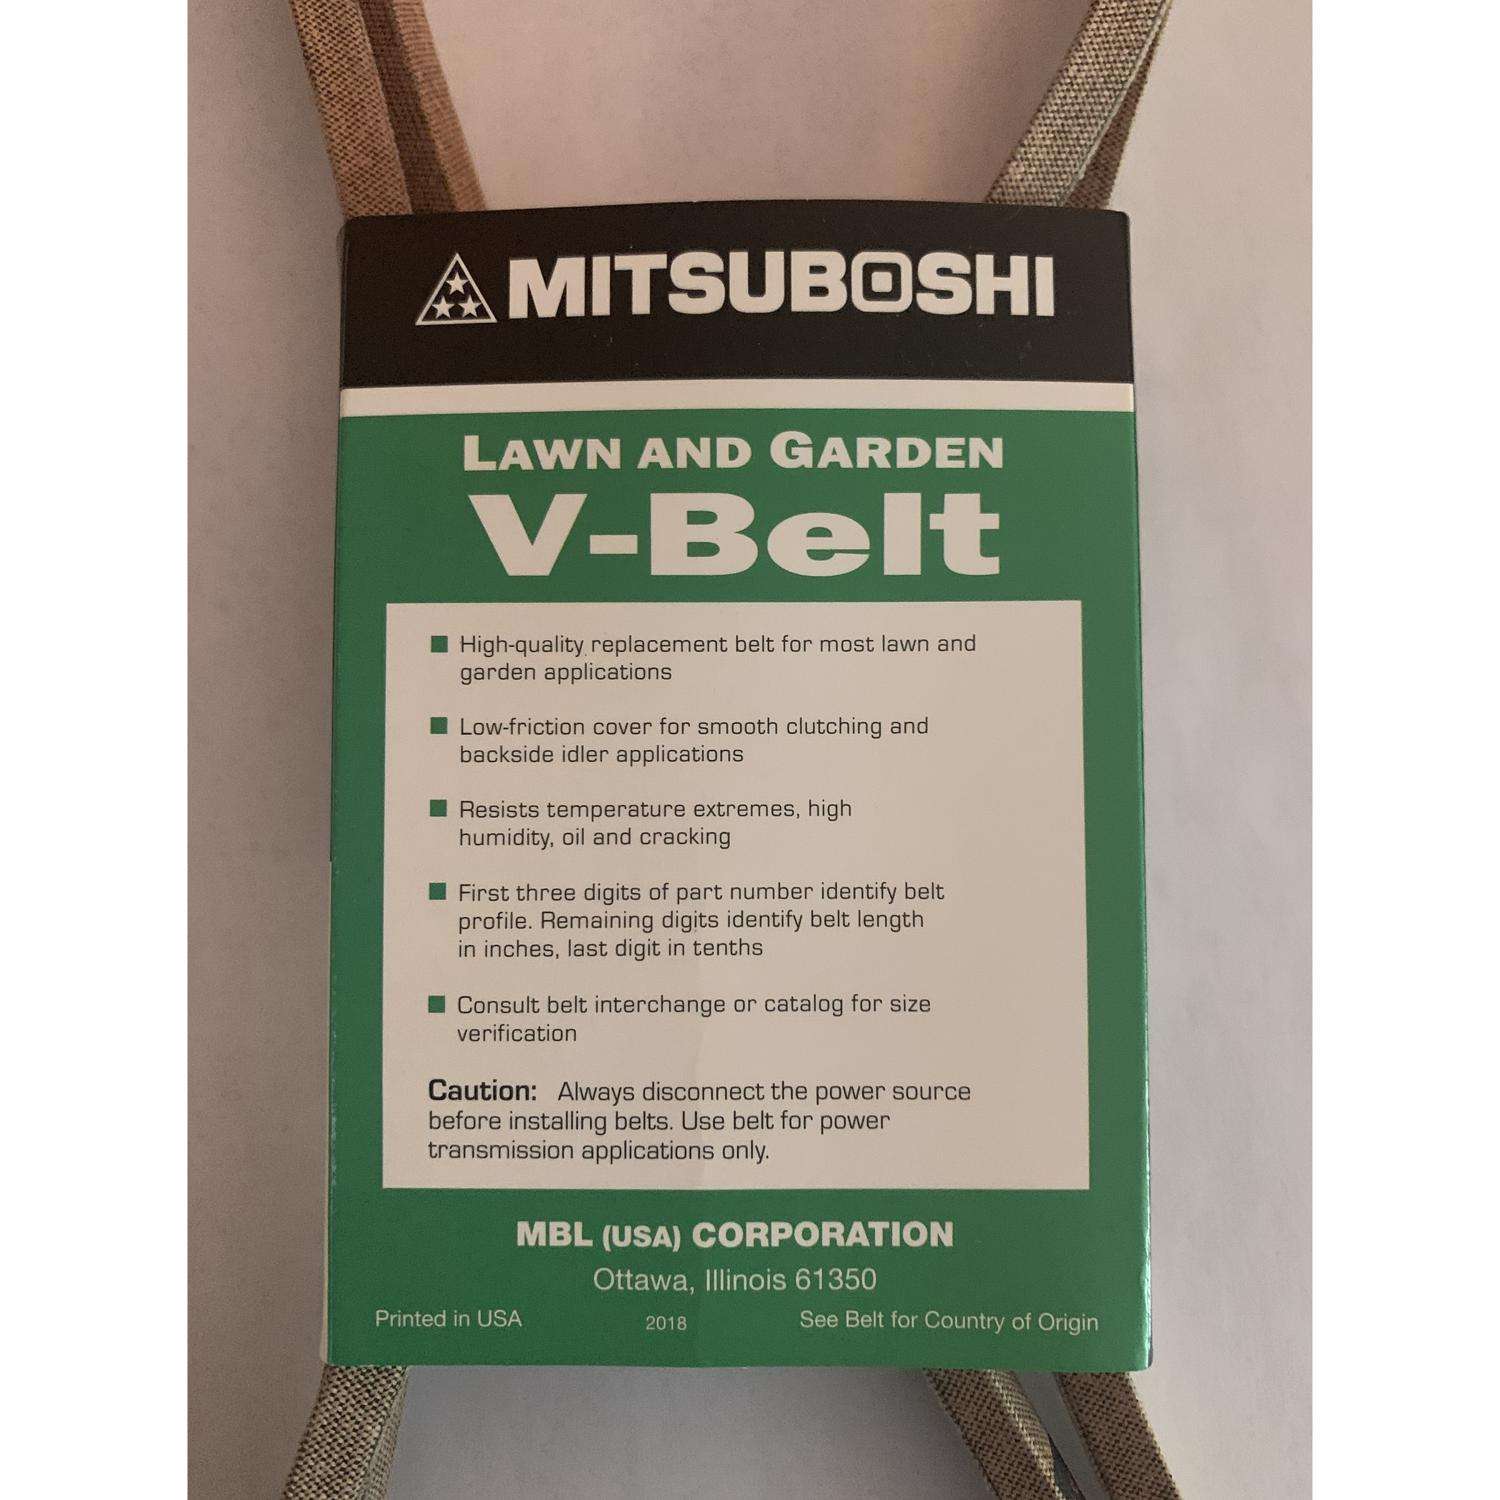 MITSUBOSHI
LAWN AND GARDEN
V-Belt
High-quality replacement belt for most lawn and
garden applications
Low-friction cover for smooth clutching and
backside idler applications
Resists temperature extremes, high
humidity, oil and cracking
First three digits of part number identify belt
profile. Remaining digits identify belt length
in inches, last digit in tenths
Consult belt interchange or catalog for size
verification
Caution: Always disconnect the power source
before installing belts. Use belt for power
transmission applications only.
MBL (USA) CORPORATION
Ottawa, Illinois 61350
Printed in USA 2018 See Belt for Country of Origin